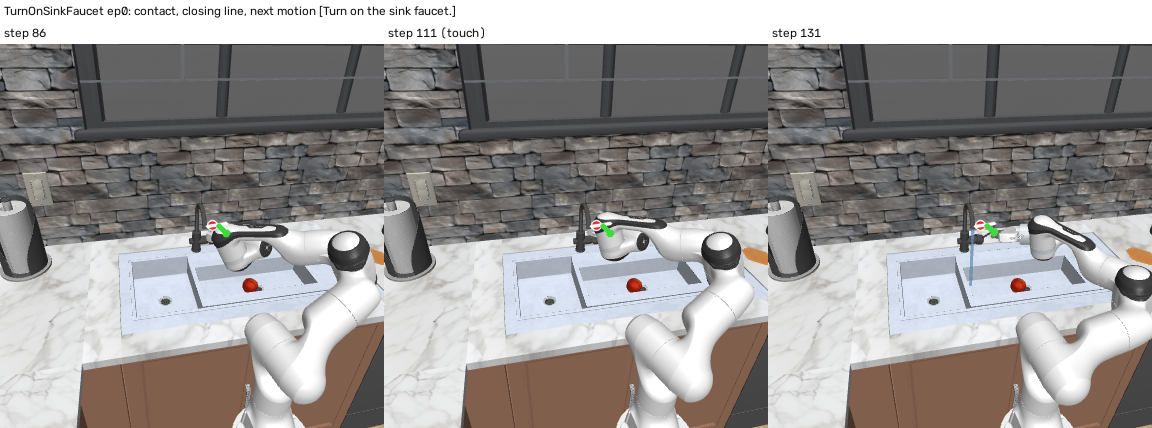 TurnOnSinkFaucet ep0: contact, closing line, next motion [Turn on the sink faucet.]
step 86
step 111 (touch)
step 131